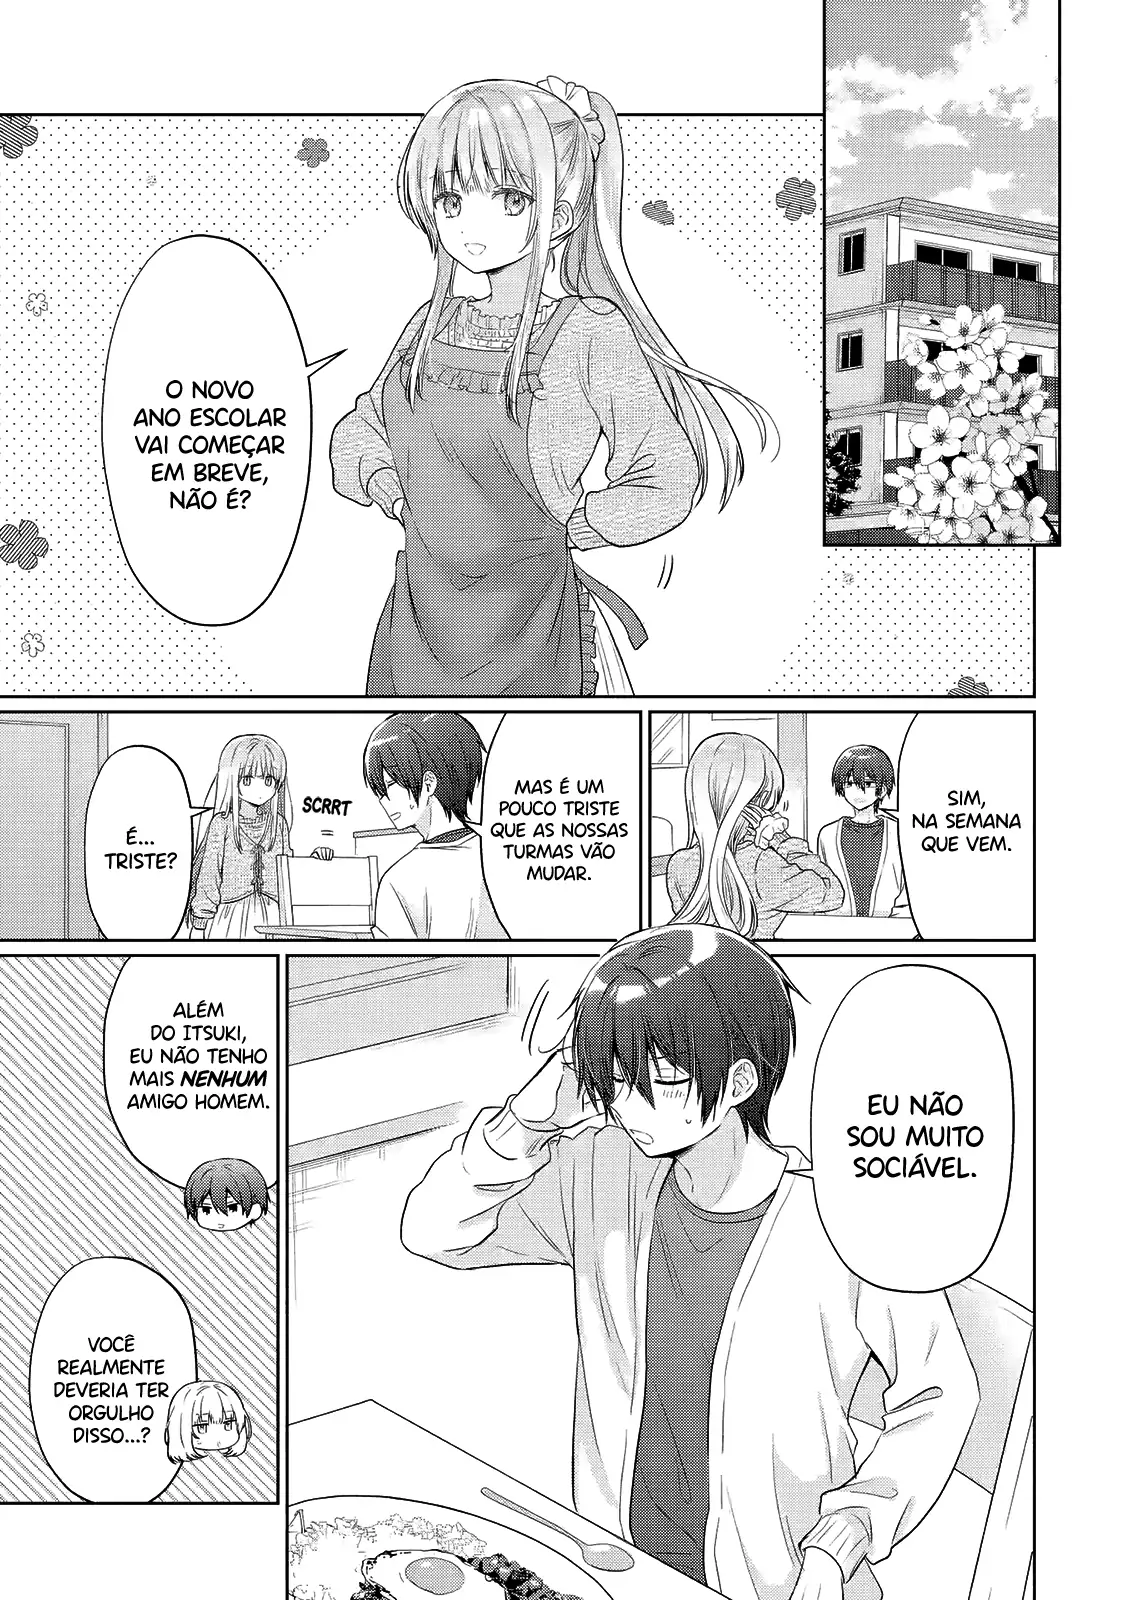 O NOVO
ANO ESCOLAR
VAI COMEÇAR
EM BREVE,
NÃO É?
SIM,
NA SEMANA
QUE VEM.
MAS É UM
POUCO TRISTE
QUE AS NOSSAS
TURMAS VÃO
MUDAR.
SCRRT
É...
TRISTE?
EU NÃO
SOU MUITO
SOCIÁVEL.
ALÉM
DO ITSUKI,
EU NÃO TENHO
MAIS NENHUM
AMIGO HOMEM.
VOCÊ
REALMENTE
DEVERIA TER
ORGULHO
DISSO...?